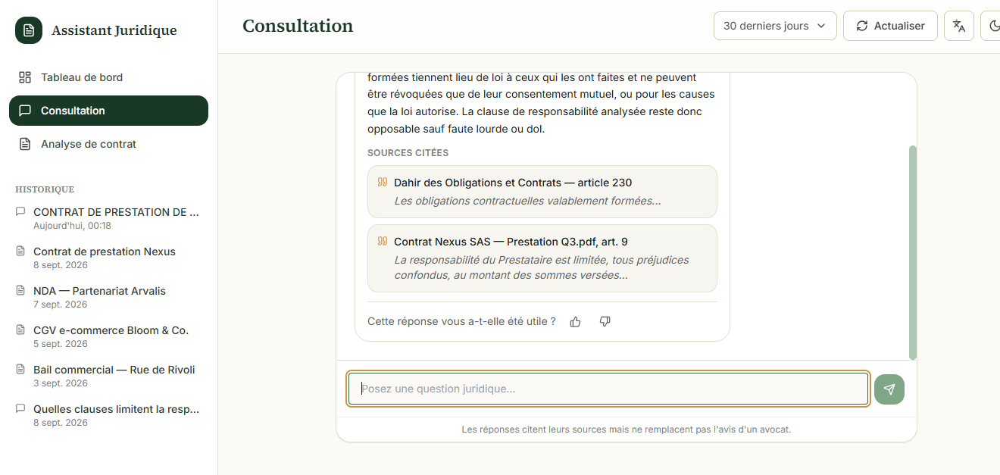 Assistant Juridique
Tableau de bord
Consultation
Analyse de contrat
HISTORIQUE
CONTRAT DE PRESTATION DE ...
Aujourd'hui, 00:18
Contrat de prestation Nexus
8 sept. 2026
NDA — Partenariat Arvalis
7 sept. 2026
CGV e-commerce Bloom & Co.
5 sept. 2026
Bail commercial — Rue de Rivoli
3 sept. 2026
Quelles clauses limitent la resp...
8 sept. 2026
Consultation
30 derniers jours
Actualiser
formées tiennent lieu de loi à ceux qui les ont faites et ne peuvent
être révoquées que de leur consentement mutuel, ou pour les causes
que la loi autorise. La clause de responsabilité analysée reste donc
opposable sauf faute lourde ou dol.
SOURCES CITÉES
Dahir des Obligations et Contrats — article 230
Les obligations contractuelles valablement formées...
Contrat Nexus SAS — Prestation Q3.pdf, art. 9
La responsabilité du Prestataire est limitée, tous préjudices
confondus, au montant des sommes versées...
Cette réponse vous a-t-elle été utile ?
Posez une question juridique...
Les réponses citent leurs sources mais ne remplacent pas l'avis d'un avocat.